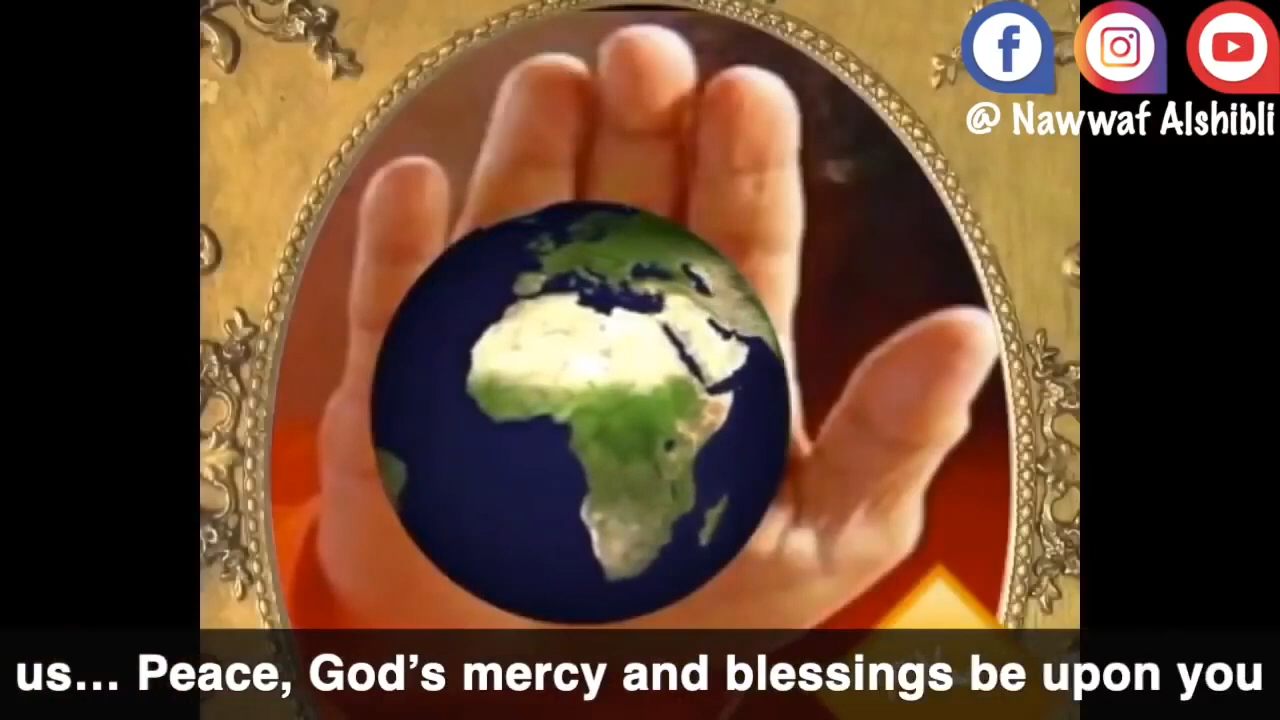 @ Nawwaf Alshibli
us... Peace, God's mercy and blessings be upon you